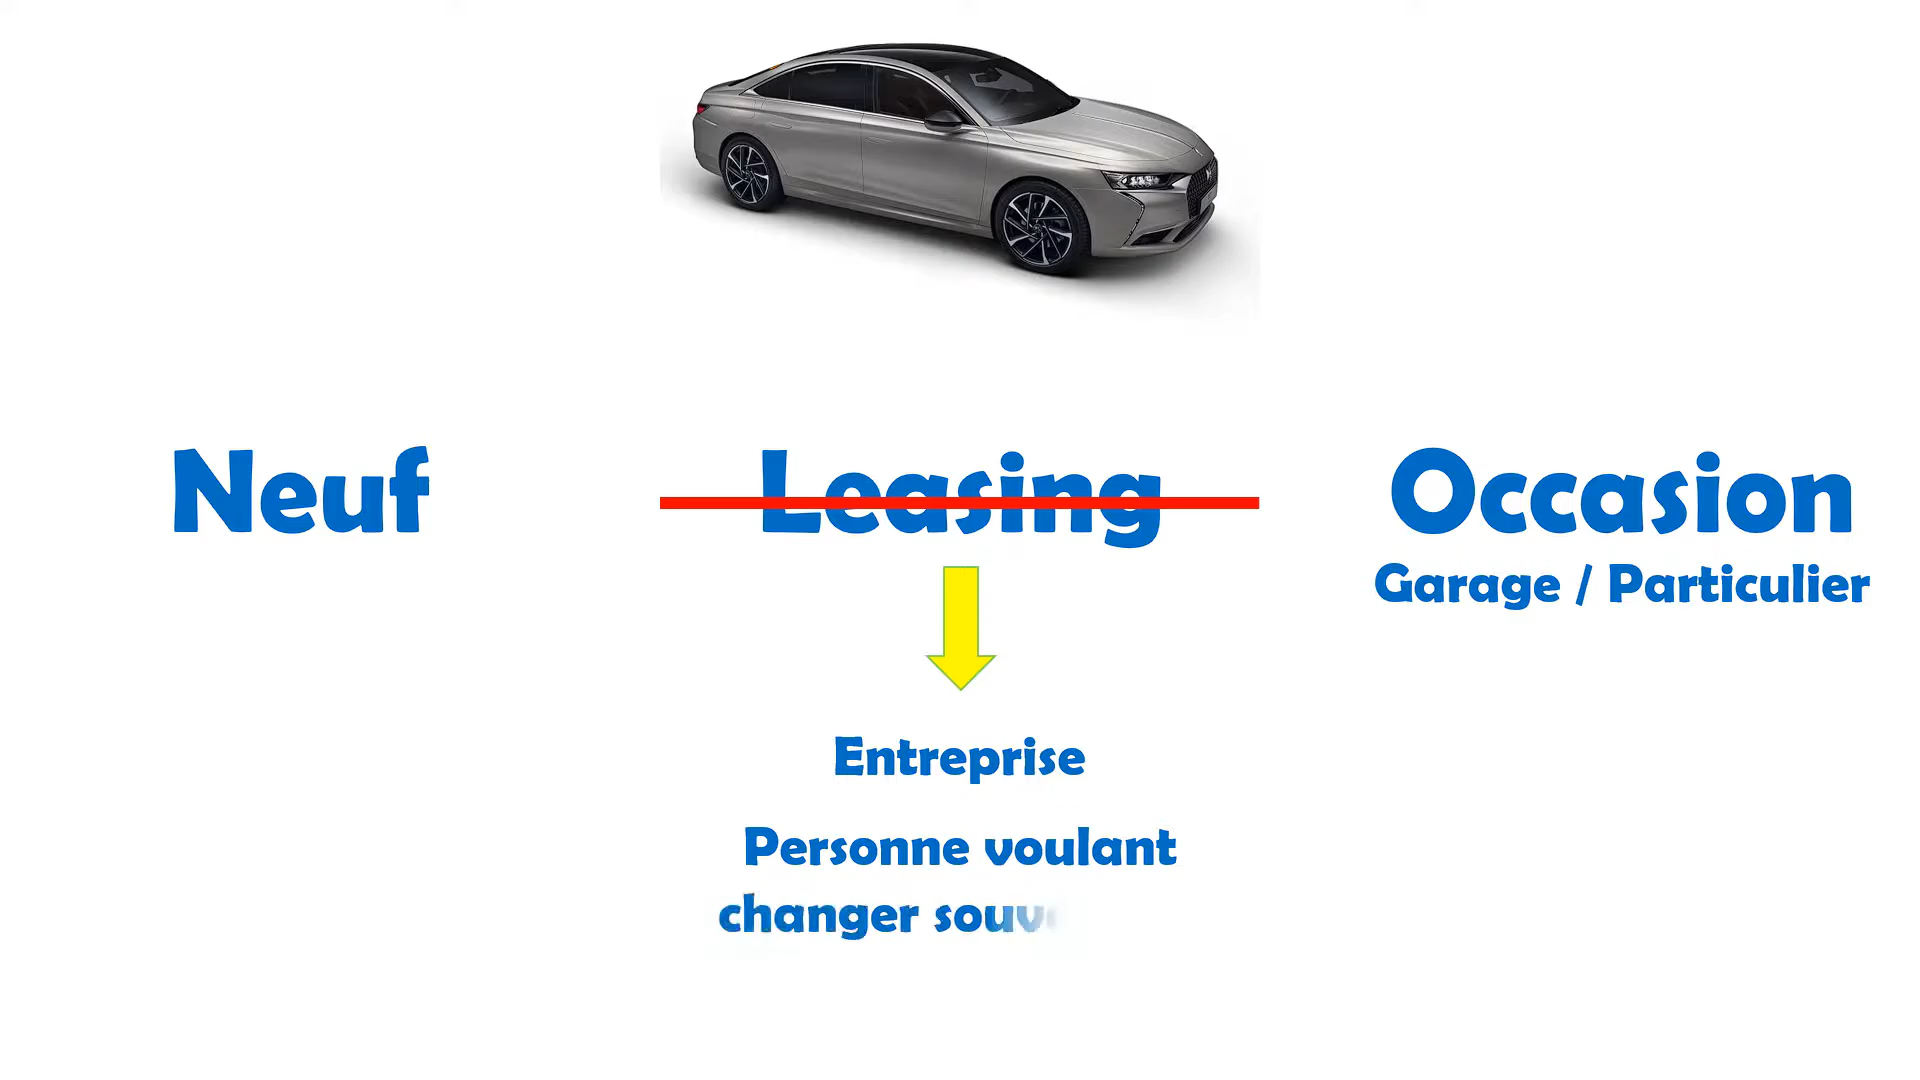 Neuf
Leasing
Occasion
Garage / Particulier
Entreprise
Personne voulant
changer